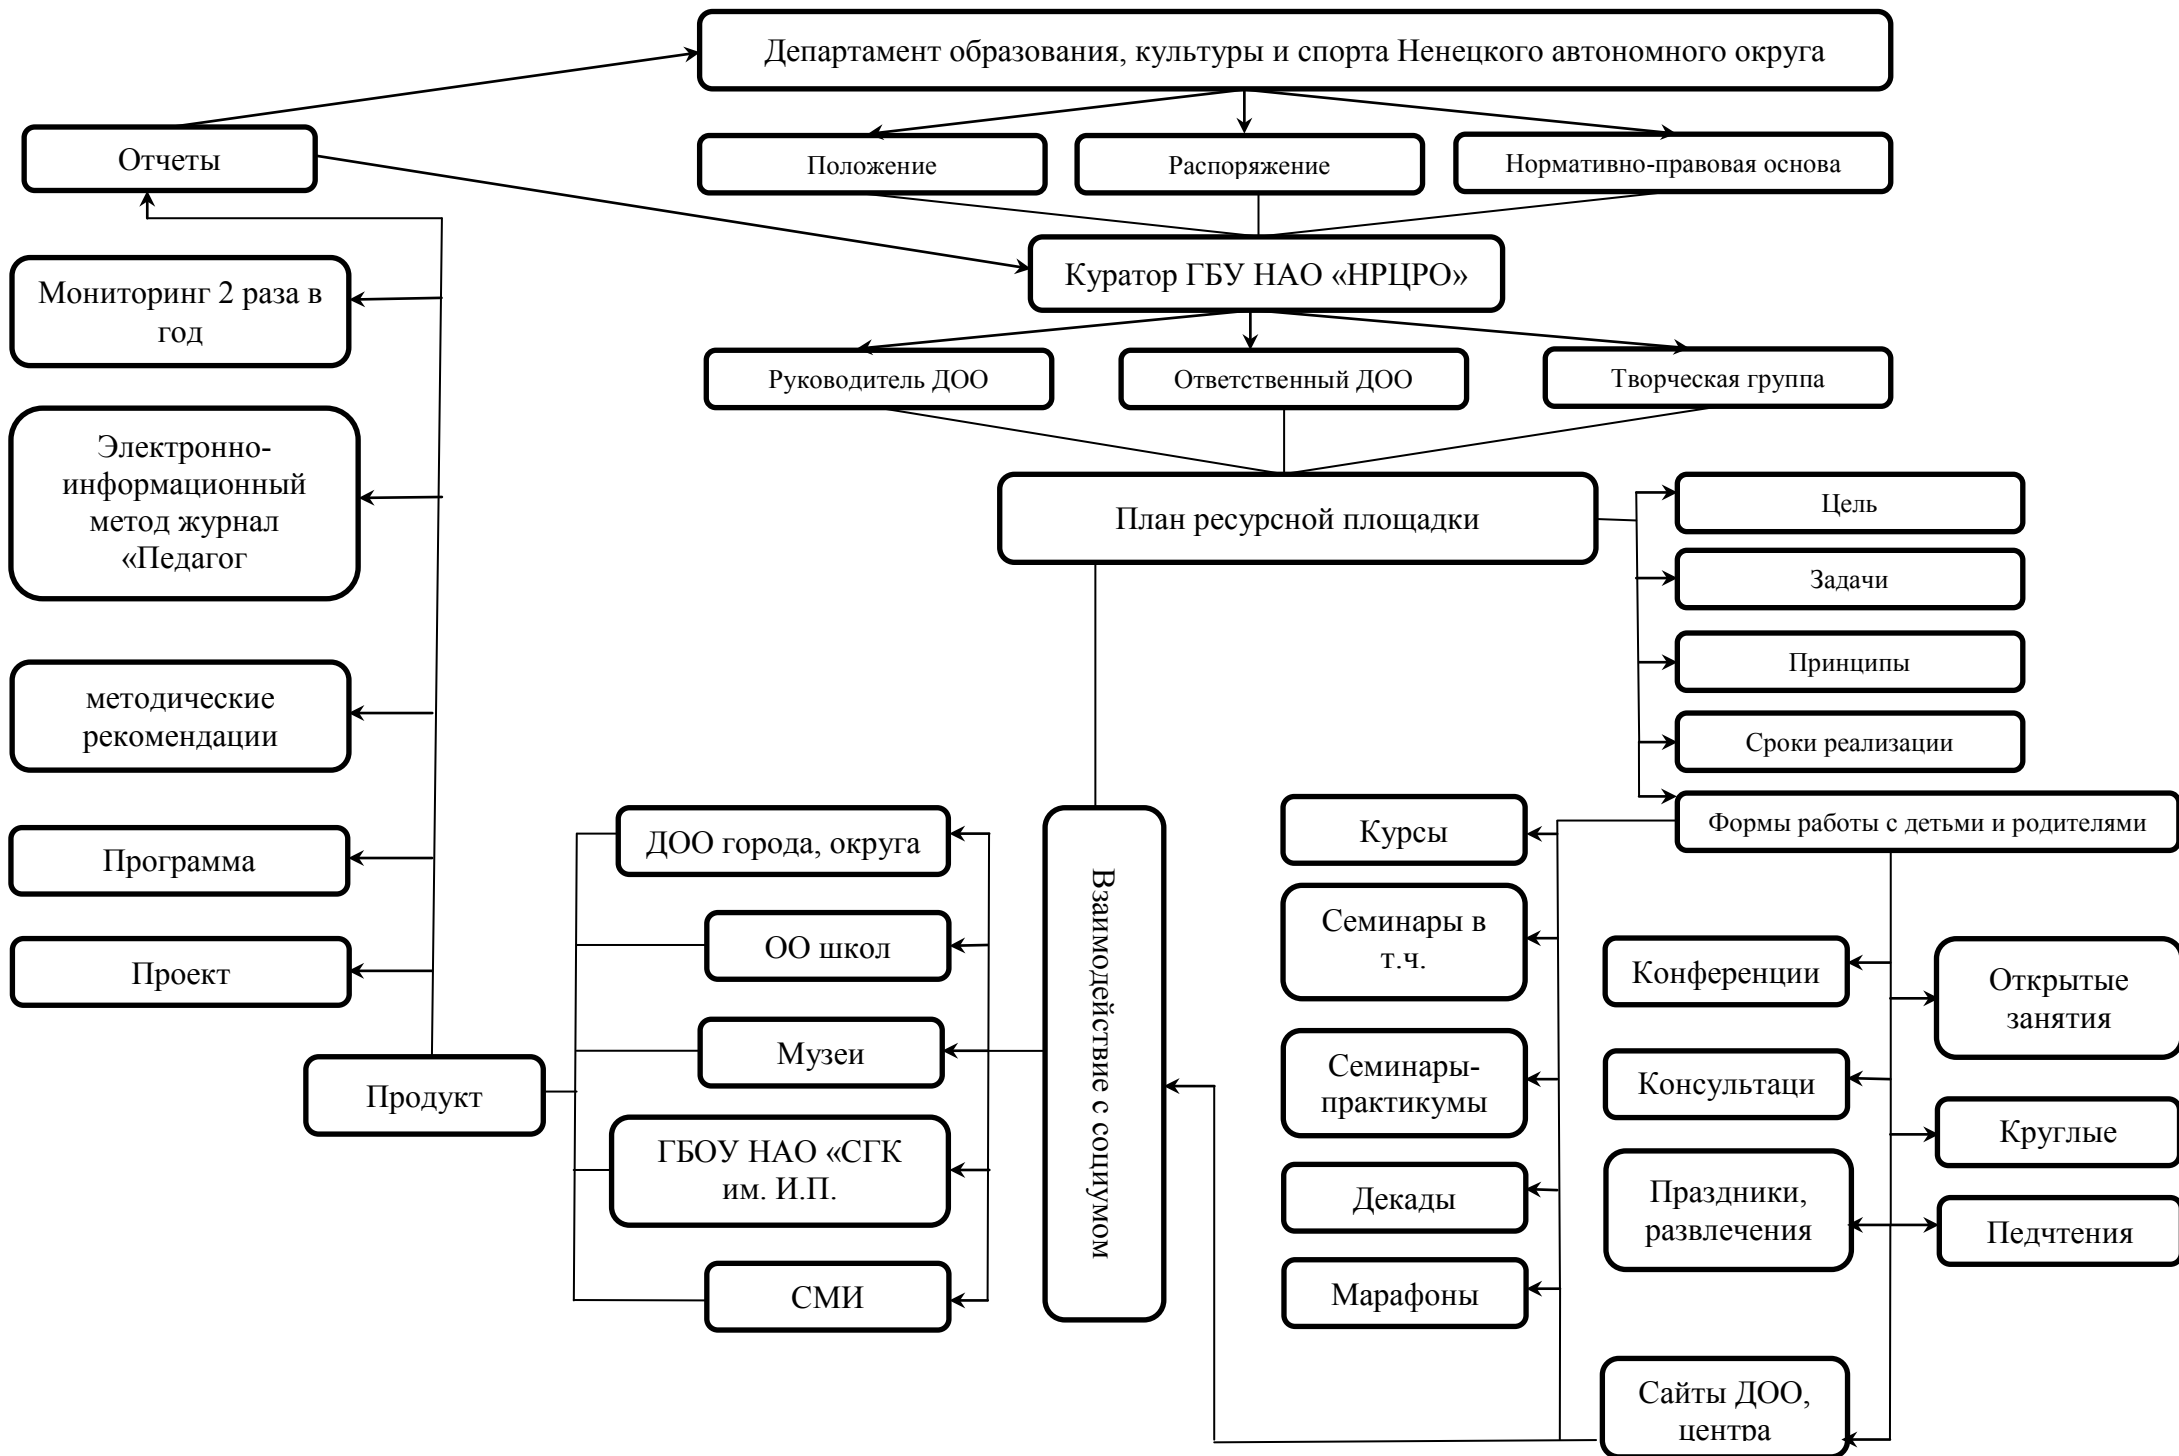 Департамент образования, культуры и спорта Ненецкого автономного округа
Отчеты
Положение
Распоряжение
Нормативно-правовая основа
Куратор ГБУ НАО «НРЦРО»
Мониторинг 2 раза в
год
Руководитель ДОО
Ответственный ДОО
Творческая группа
Электронно-
информационный
метод журнал
«Педагог
План ресурсной площадки
Цель
Задачи
Принципы
Сроки реализации
Формы работы с детьми и родителями
методические
рекомендации
Программа
Проект
Продукт
ДОО города, округа
ОО школ
Музеи
ГБОУ НАО «СГК
им. И.П.
СМИ
Взаимодействие с социумом
Курсы
Семинары в
т.ч.
Семинары-
практикумы
Декады
Марафоны
Конференции
Консультаци
Праздники,
развлечения
Сайты ДОО,
центра
Открытые
занятия
Круглые
Педчтения